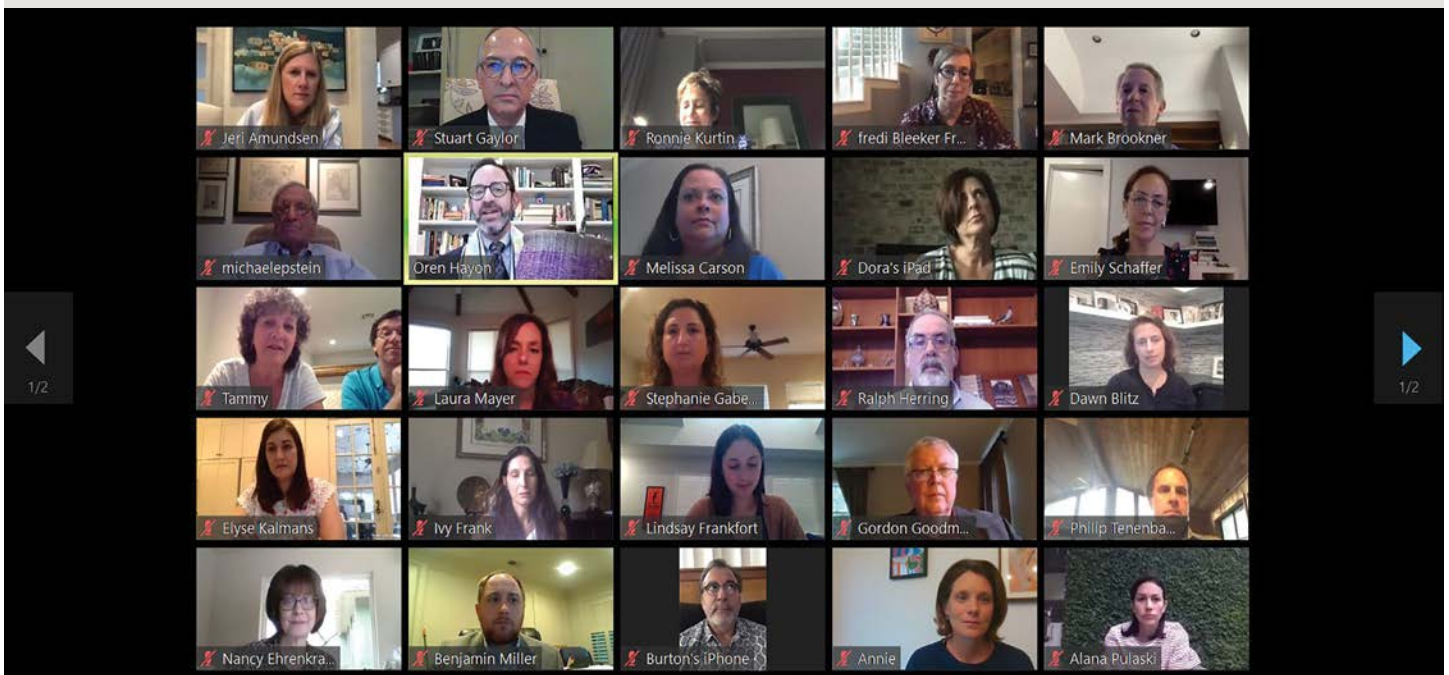 Jeri Amundsen
Stuart Gaylor
Ronnie Kurtin
fredi Bleeker Fr...
Mark Brookner
michaelepstein
Oren Hayon
Melissa Carson
Dora's iPad
Emily Schaffer
1/2
Tammy
Laura Mayer
Stephanie Gabe...
Ralph Herring
Dawn Blitz
1/2
Elyse Kalmans
Ivy Frank
Lindsay Frankfort
Gordon Goodm...
Philip Tenenba...
Nancy Ehrenkra...
Benjamin Miller
Burton's iPhone
Annie
Alana Pulaski